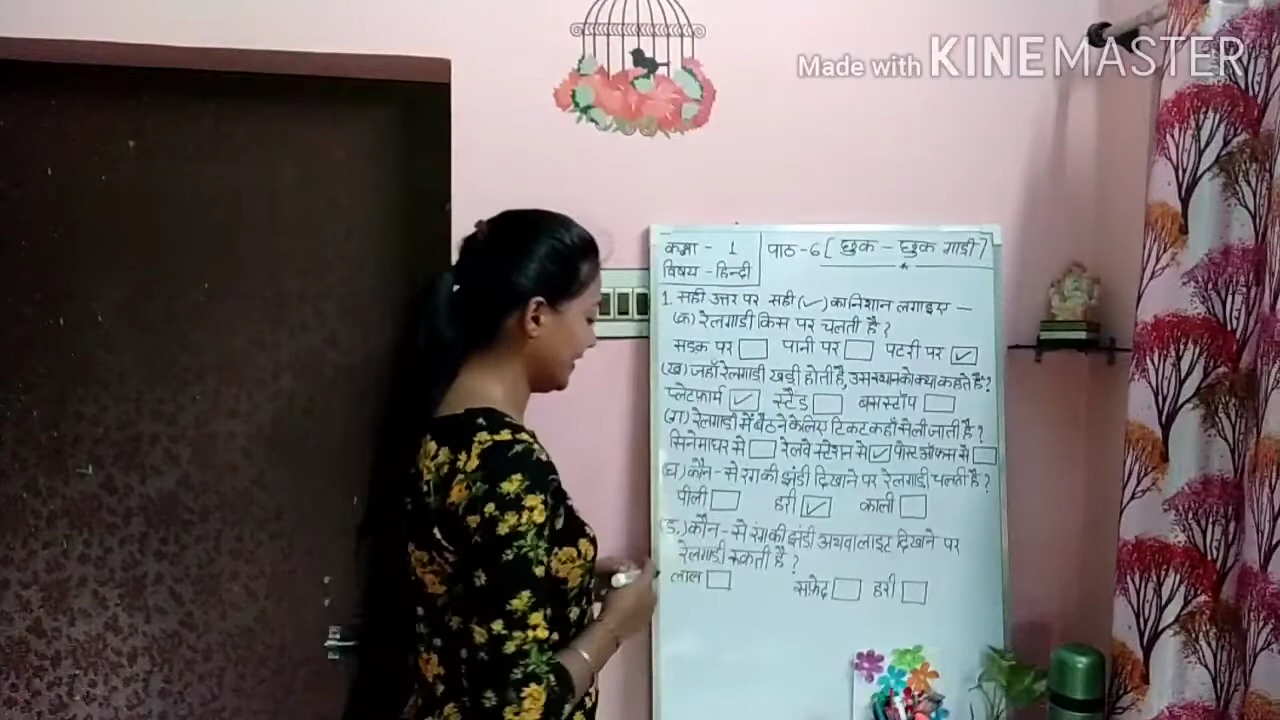 Made with KINEMASTER
कक्षा - 1
विषय - हिन्दी
पाठ - 6 [ छुक - छुक गाड़ी ]
1. सही उत्तर पर सही (✓) का निशान लगाइए —
(क) रेलगाडी किस पर चलती है ?
सडक पर ☐ पानी पर ☐ पटरी पर ☑
(ख) जहाँ रेलगाडी खडी होती है, उस स्थान को क्या कहते हैं ?
प्लेटफार्म ☑ स्टैंड ☐ बस स्टॉप ☐
(ग) रेलगाडी में बैठने के लिए टिकट कहाँ से ली जाती है ?
सिनेमाघर से ☐ रेलवे स्टेशन से ☑ पोस्ट ऑफिस से ☐
(घ) कौन - से रंग की झंडी दिखाने पर रेलगाडी चलती है ?
पीली ☐ हरी ☑ काली ☐
(ड.) कौन - से रंग की झंडी अथवा लाइट दिखाने पर
रेलगाडी रुकती है ?
लाल ☐ सफ़ेद ☐ हरी ☐